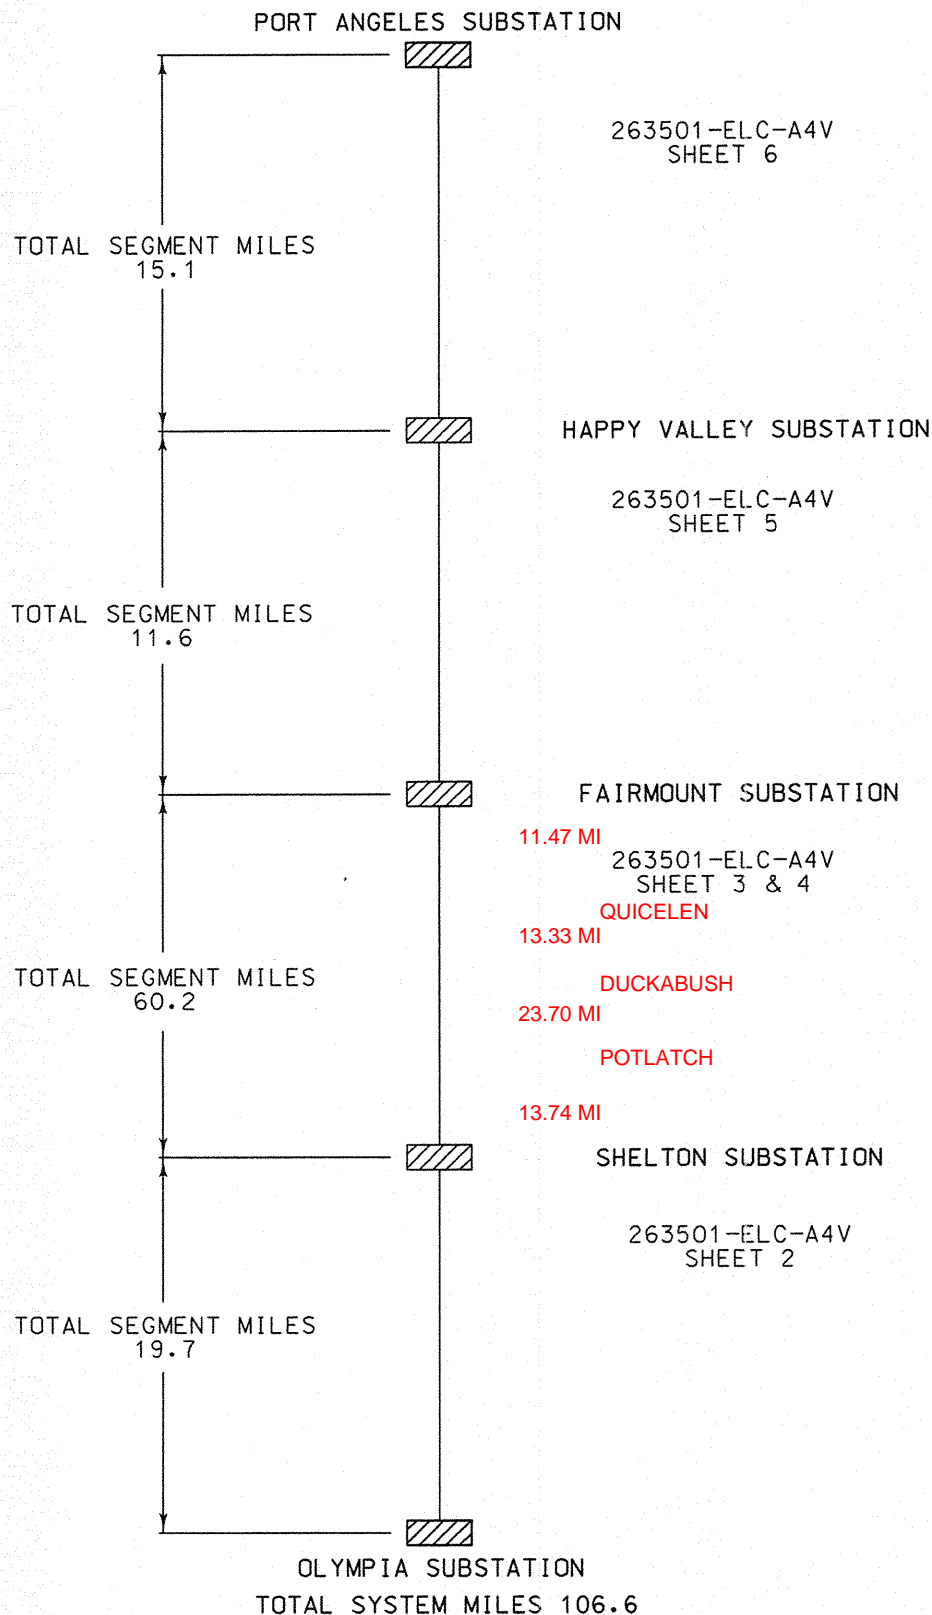 PORT ANGELES SUBSTATION
263501-ELC-A4V
SHEET 6
TOTAL SEGMENT MILES
15.1
HAPPY VALLEY SUBSTATION
263501-ELC-A4V
SHEET 5
TOTAL SEGMENT MILES
11.6
FAIRMOUNT SUBSTATION
11.47 MI
263501-ELC-A4V
SHEET 3 & 4
QUICELEN
13.33 MI
TOTAL SEGMENT MILES
60.2
DUCKABUSH
23.70 MI
POTLATCH
13.74 MI
SHELTON SUBSTATION
263501-ELC-A4V
SHEET 2
TOTAL SEGMENT MILES
19.7
OLYMPIA SUBSTATION
TOTAL SYSTEM MILES 106.6